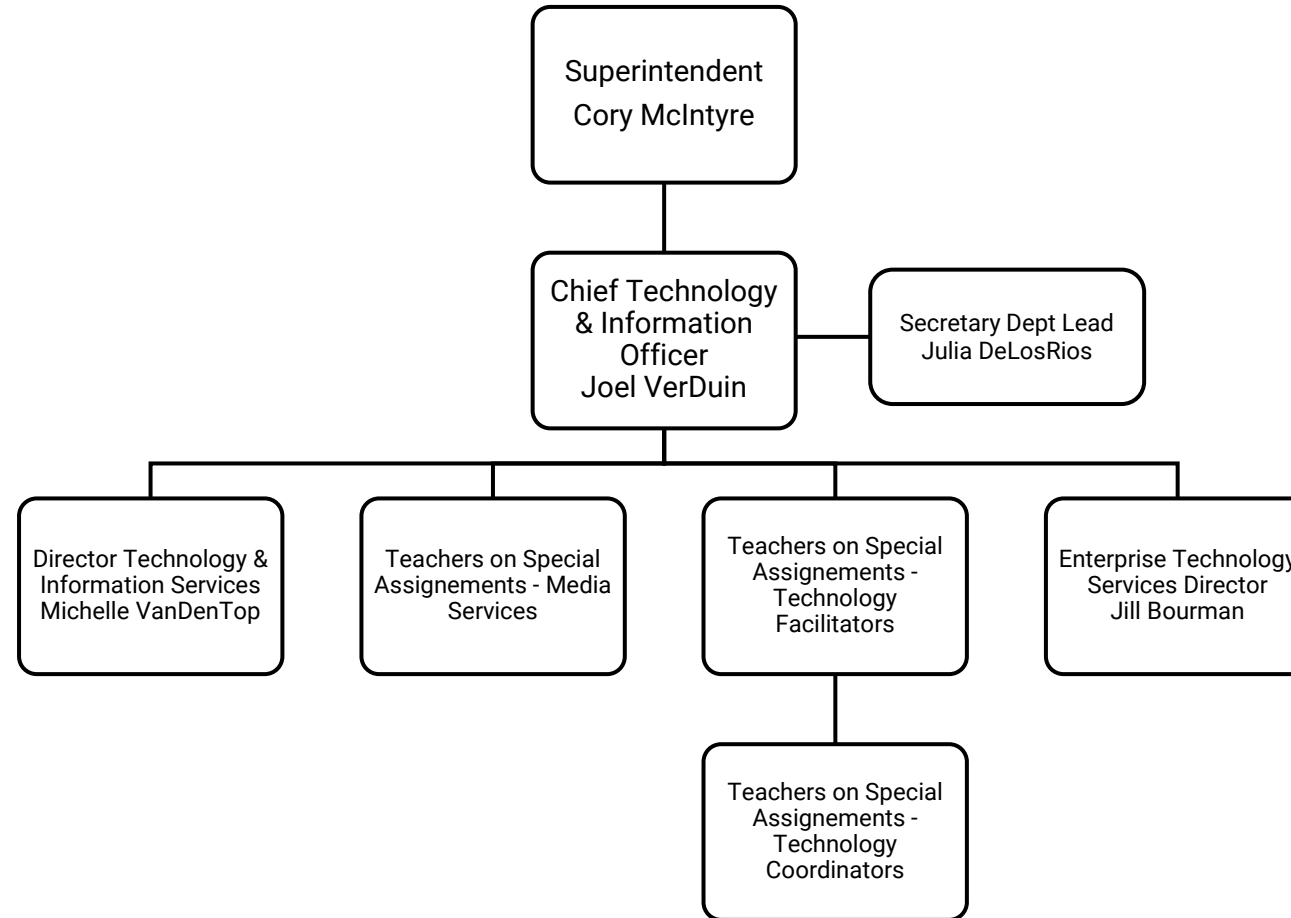 Superintendent
Cory McIntyre
Chief Technology
& Information
Officer
Joel VerDuin
Secretary Dept Lead
Julia DeLosRios
Director Technology &
Information Services
Michelle VanDenTop
Teachers on Special
Assignements - Media
Services
Teachers on Special
Assignements -
Technology
Facilitators
Enterprise Technology
Services Director
Jill Bourman
Teachers on Special
Assignements -
Technology
Coordinators